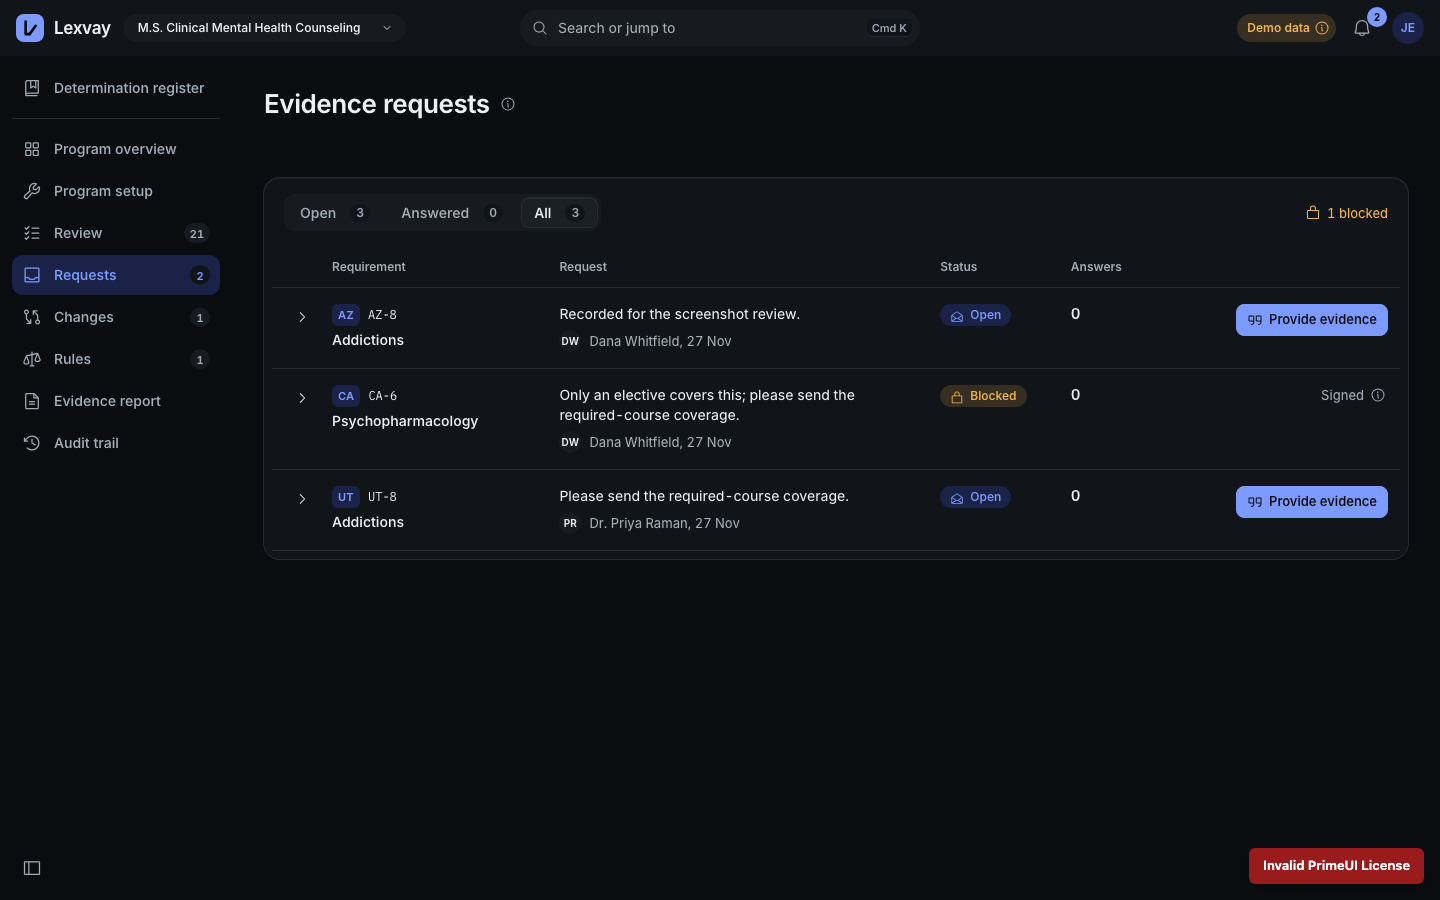 Lexvay
M.S. Clinical Mental Health Counseling
Search or jump to
Cmd K
Demo data
2
JE
Determination register
Program overview
Program setup
Review 21
Requests 2
Changes 1
Rules 1
Evidence report
Audit trail
Evidence requests
Open 3
Answered 0
All 3
1 blocked
Requirement Request Status Answers
AZ AZ-8
Addictions
Recorded for the screenshot review.
DW Dana Whitfield, 27 Nov
Open
0
Provide evidence
CA CA-6
Psychopharmacology
Only an elective covers this; please send the
required-course coverage.
DW Dana Whitfield, 27 Nov
Blocked
0
Signed
UT UT-8
Addictions
Please send the required-course coverage.
PR Dr. Priya Raman, 27 Nov
Open
0
Provide evidence
Invalid PrimeUI License